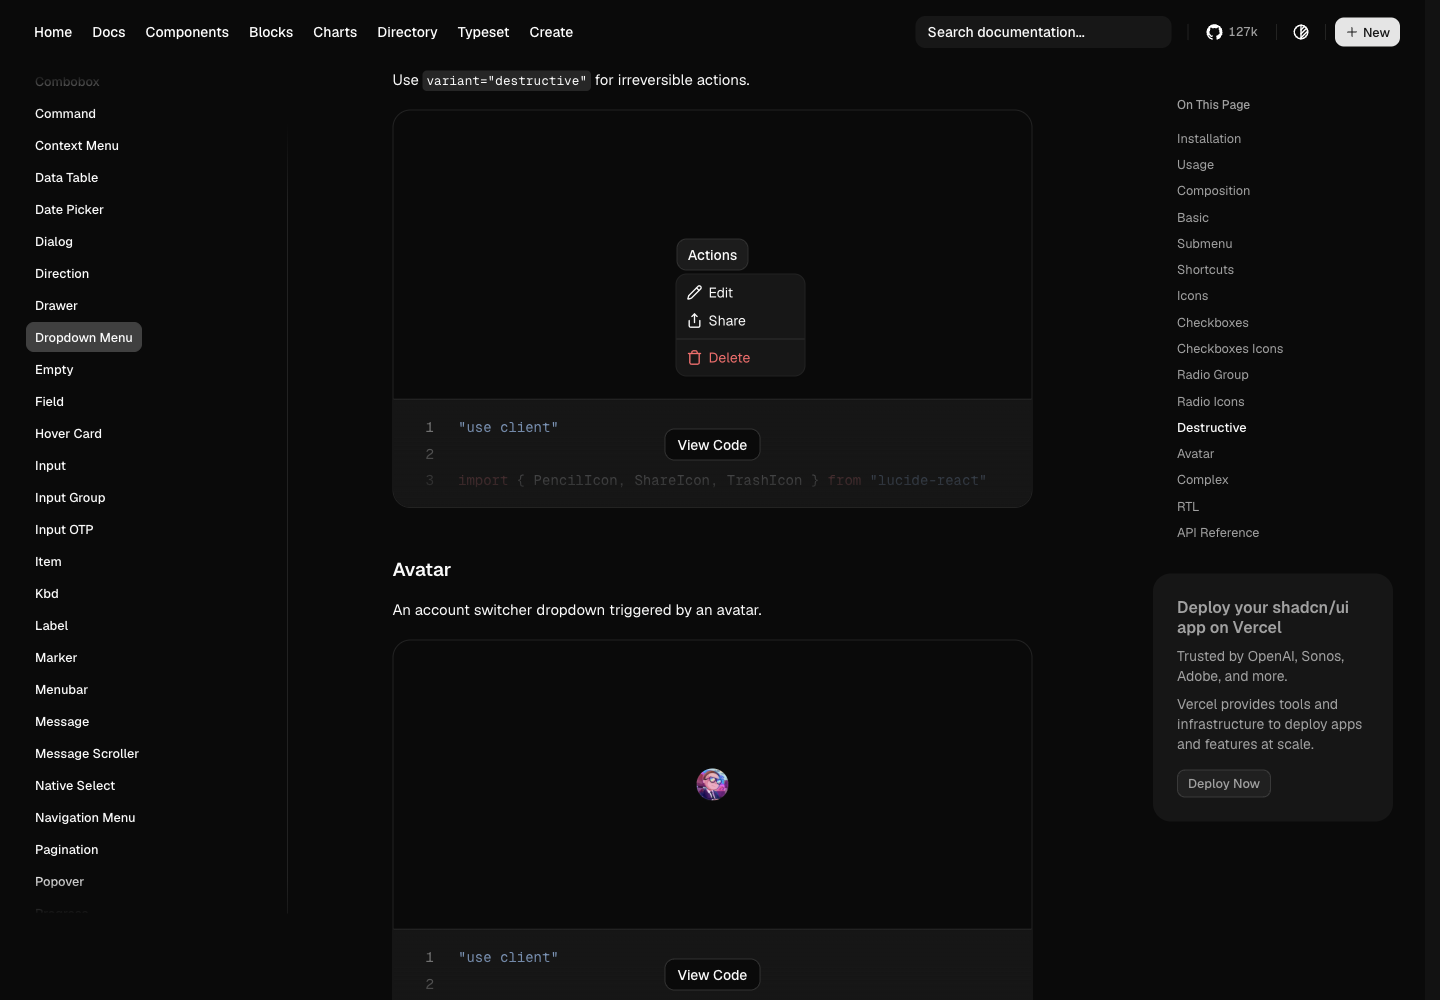 Home Docs Components Blocks Charts Directory Typeset Create
Search documentation...
127k
New
Combobox
Command
Context Menu
Data Table
Date Picker
Dialog
Direction
Drawer
Dropdown Menu
Empty
Field
Hover Card
Input
Input Group
Input OTP
Item
Kbd
Label
Marker
Menubar
Message
Message Scroller
Native Select
Navigation Menu
Pagination
Popover
Use variant="destructive" for irreversible actions.
Actions
Edit
Share
Delete
1 "use client"
View Code
2
3 import { PencilIcon, ShareIcon, TrashIcon } from "lucide-react"
Avatar
An account switcher dropdown triggered by an avatar.
1 "use client"
View Code
2
On This Page
Installation
Usage
Composition
Basic
Submenu
Shortcuts
Icons
Checkboxes
Checkboxes Icons
Radio Group
Radio Icons
Destructive
Avatar
Complex
RTL
API Reference
Deploy your shadcn/ui
app on Vercel
Trusted by OpenAI, Sonos,
Adobe, and more.
Vercel provides tools and
infrastructure to deploy apps
and features at scale.
Deploy Now